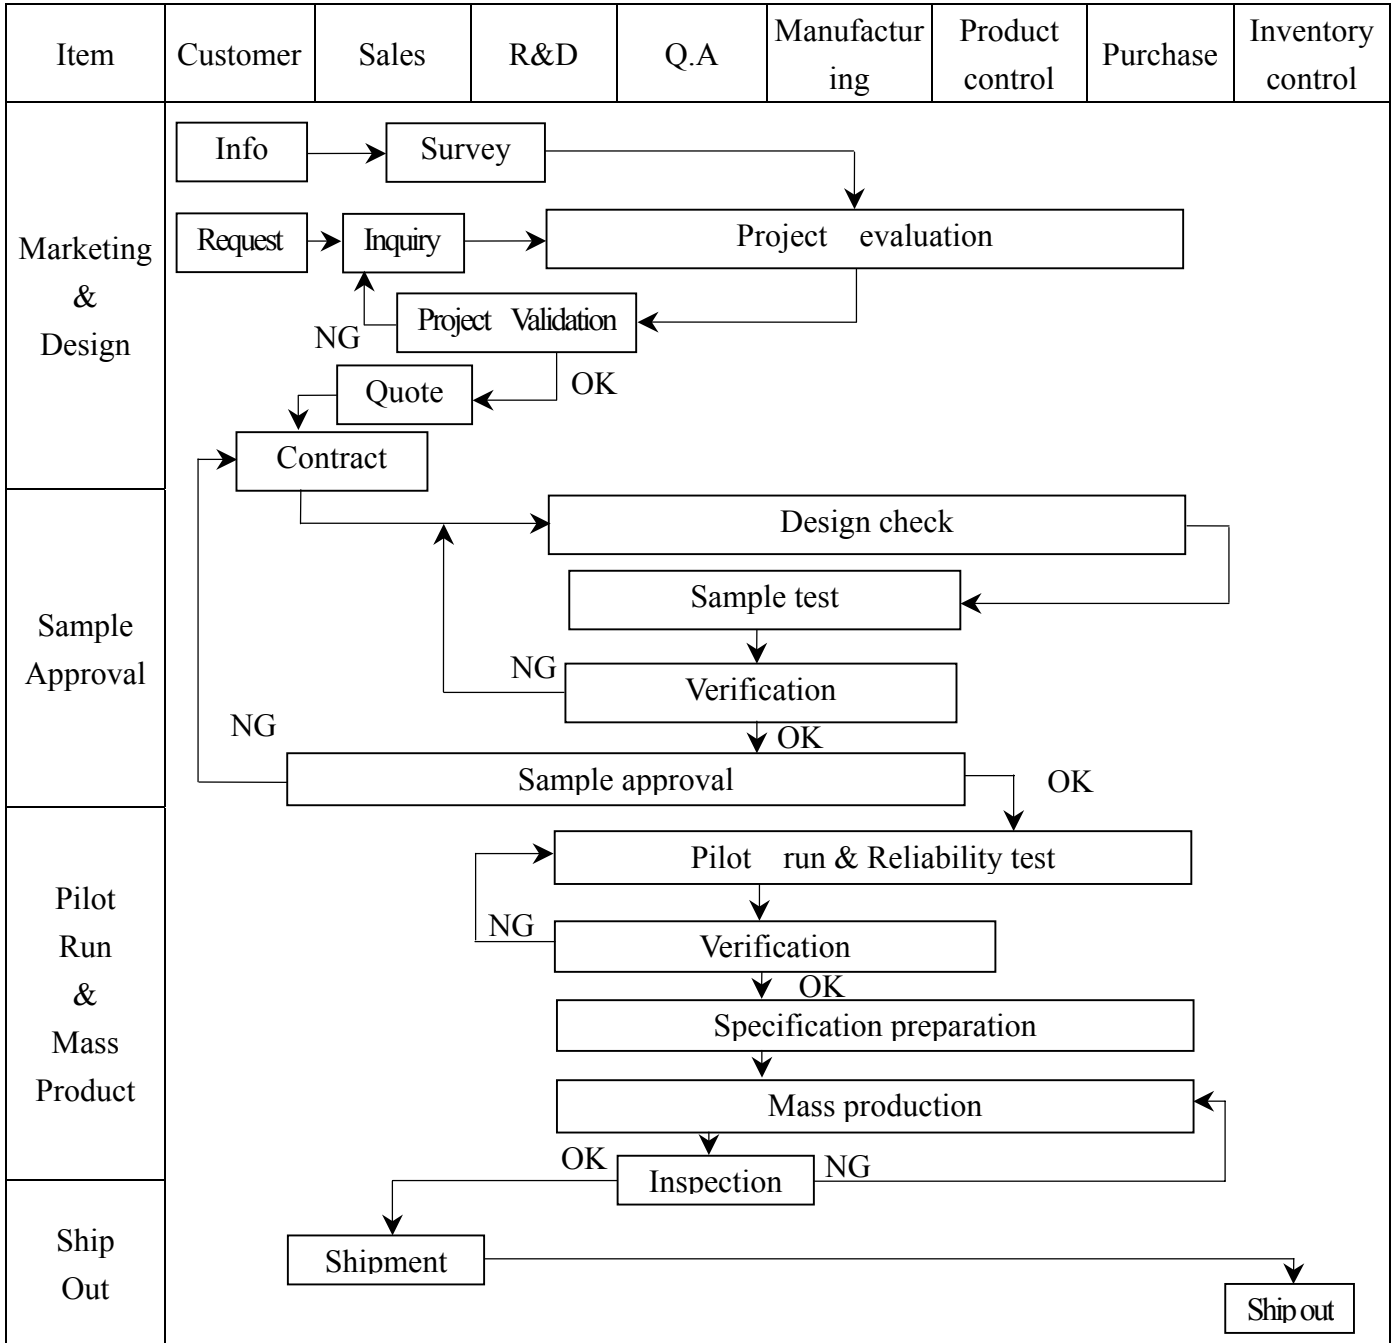 Item
Customer
Sales
R&D
Q.A
Manufactur
ing
Product
control
Purchase
Inventory
control
Marketing
&
Design
Info
Survey
Request
Inquiry
Project evaluation
NG
Project Validation
Quote
OK
Contract
Sample
Approval
Design check
Sample test
NG
Verification
NG
OK
Sample approval
OK
Pilot
Run
&
Mass
Product
Pilot run & Reliability test
NG
Verification
OK
Specification preparation
Mass production
OK
Inspection
NG
Ship
Out
Shipment
Ship out